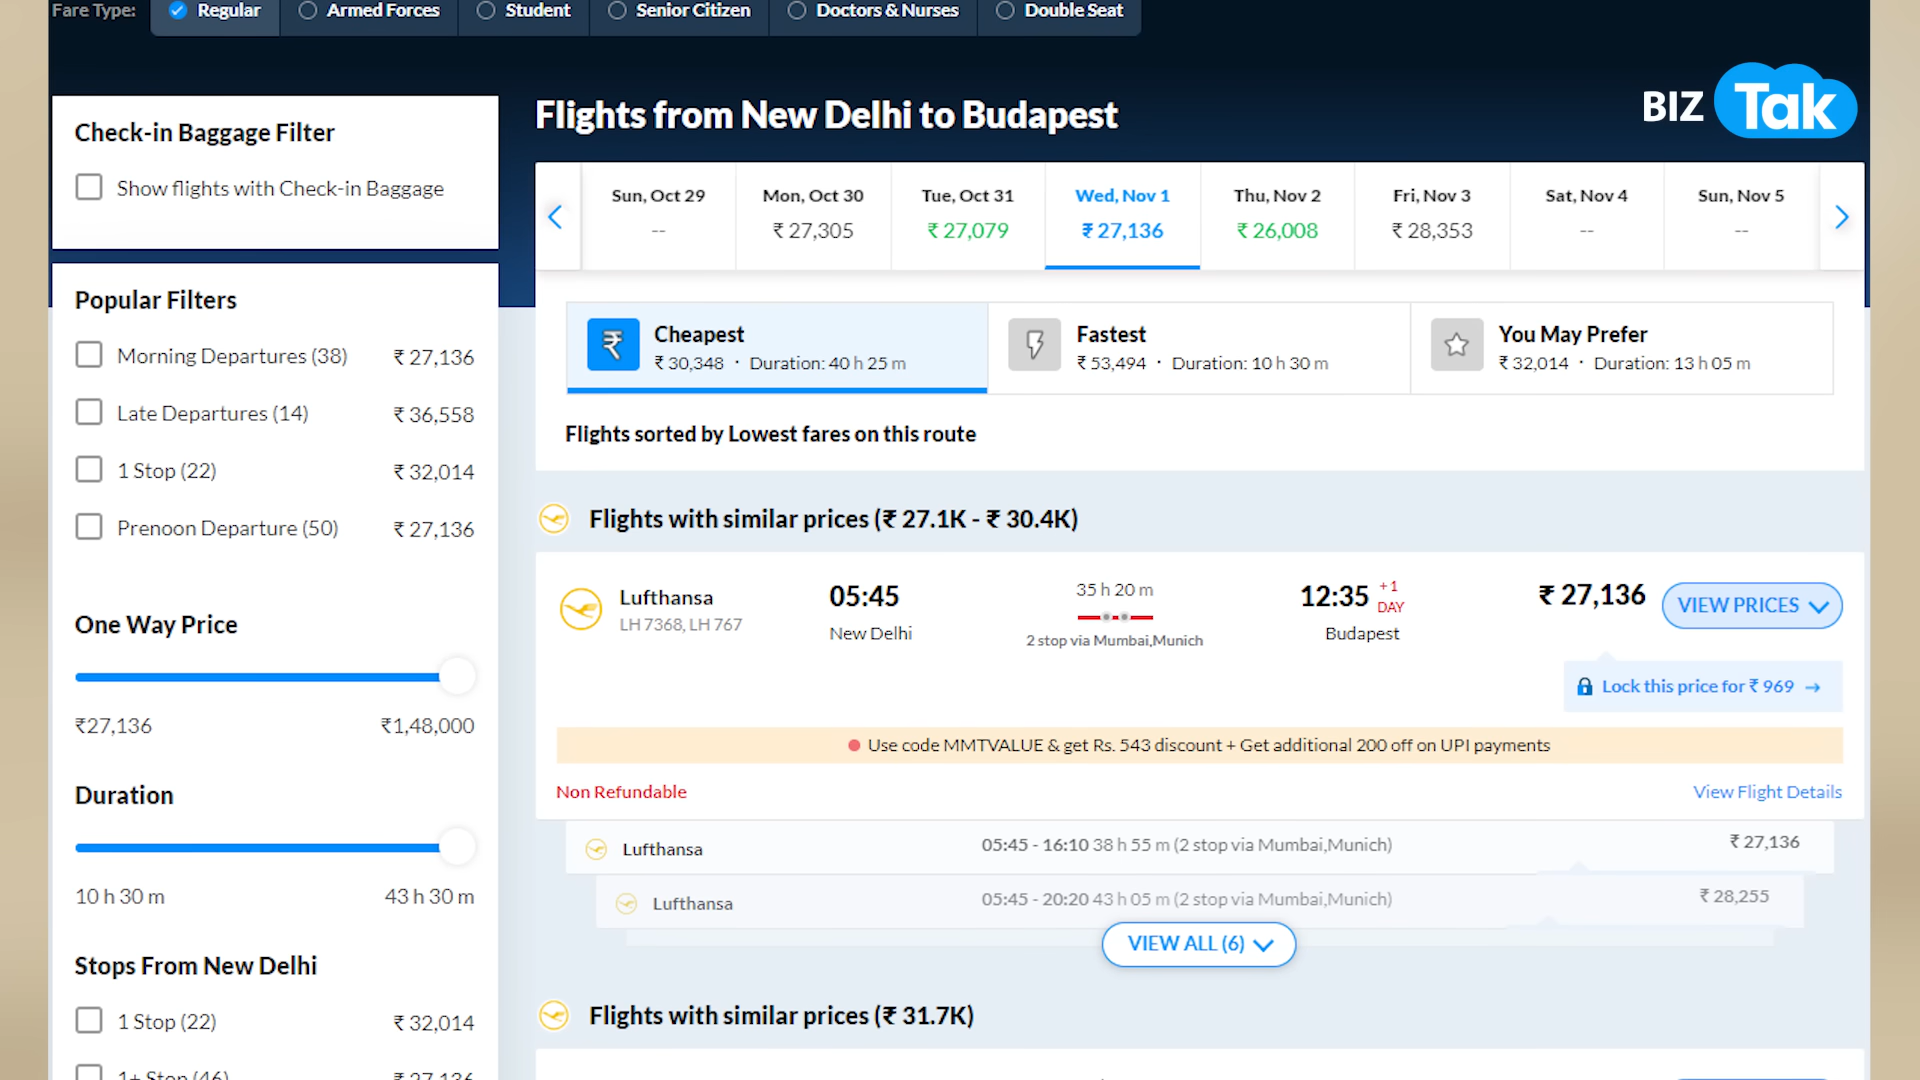 Fare Type:
Regular
Armed Forces
Student
Senior Citizen
Doctors & Nurses
Double Seat
BIZ Tak
Check-in Baggage Filter
Show flights with Check-in Baggage
Popular Filters
Morning Departures (38) ₹ 27,136
Late Departures (14) ₹ 36,558
1 Stop (22) ₹ 32,014
Prenoon Departure (50) ₹ 27,136
One Way Price
₹27,136 ₹1,48,000
Duration
10 h 30 m 43 h 30 m
Stops From New Delhi
1 Stop (22) ₹ 32,014
1+ Stop (46) ₹ 27,136
Flights from New Delhi to Budapest
Sun, Oct 29
--
Mon, Oct 30
₹ 27,305
Tue, Oct 31
₹ 27,079
Wed, Nov 1
₹ 27,136
Thu, Nov 2
₹ 26,008
Fri, Nov 3
₹ 28,353
Sat, Nov 4
--
Sun, Nov 5
--
Cheapest
₹ 30,348 · Duration: 40 h 25 m
Fastest
₹ 53,494 · Duration: 10 h 30 m
You May Prefer
₹ 32,014 · Duration: 13 h 05 m
Flights sorted by Lowest fares on this route
Flights with similar prices (₹ 27.1K - ₹ 30.4K)
Lufthansa
LH 7368, LH 767
05:45
New Delhi
35 h 20 m
2 stop via Mumbai,Munich
12:35 +1 DAY
Budapest
₹ 27,136
VIEW PRICES
Lock this price for ₹ 969 →
Use code MMTVALUE & get Rs. 543 discount + Get additional 200 off on UPI payments
Non Refundable
View Flight Details
Lufthansa 05:45 - 16:10 38 h 55 m (2 stop via Mumbai,Munich) ₹ 27,136
Lufthansa 05:45 - 20:20 43 h 05 m (2 stop via Mumbai,Munich) ₹ 28,255
VIEW ALL (6)
Flights with similar prices (₹ 31.7K)